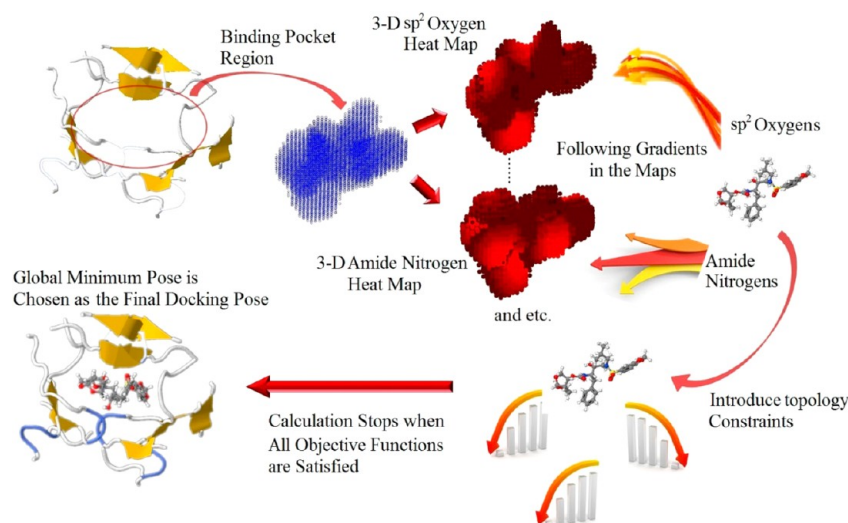 Binding Pocket
Region
3-D sp² Oxygen
Heat Map
sp² Oxygens
Following Gradients
in the Maps
3-D Amide Nitrogen
Heat Map
Amide
Nitrogens
and etc.
Global Minimum Pose is
Chosen as the Final Docking Pose
Introduce topology
Constraints
Calculation Stops when
All Objective Functions
are Satisfied